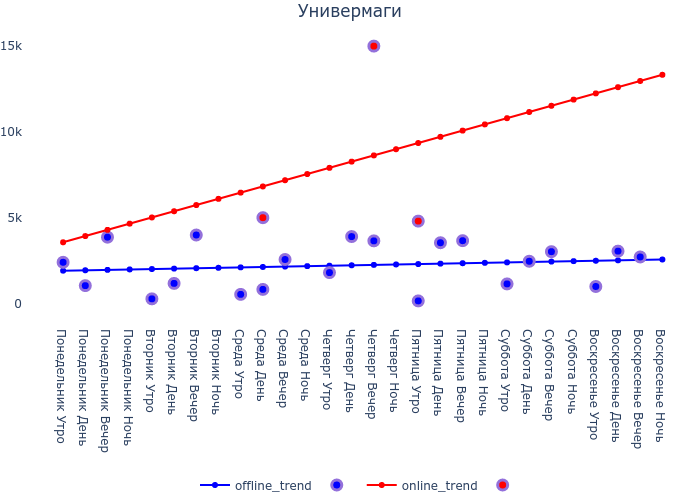 Универмаги
15k
10k
5k
0
Понедельник Утро
Понедельник День
Понедельник Вечер
Понедельник Ночь
Вторник Утро
Вторник День
Вторник Вечер
Вторник Ночь
Среда Утро
Среда День
Среда Вечер
Среда Ночь
Четверг Утро
Четверг День
Четверг Вечер
Четверг Ночь
Пятница Утро
Пятница День
Пятница Вечер
Пятница Ночь
Суббота Утро
Суббота День
Суббота Вечер
Суббота Ночь
Воскресенье Утро
Воскресенье День
Воскресенье Вечер
Воскресенье Ночь
offline_trend online_trend